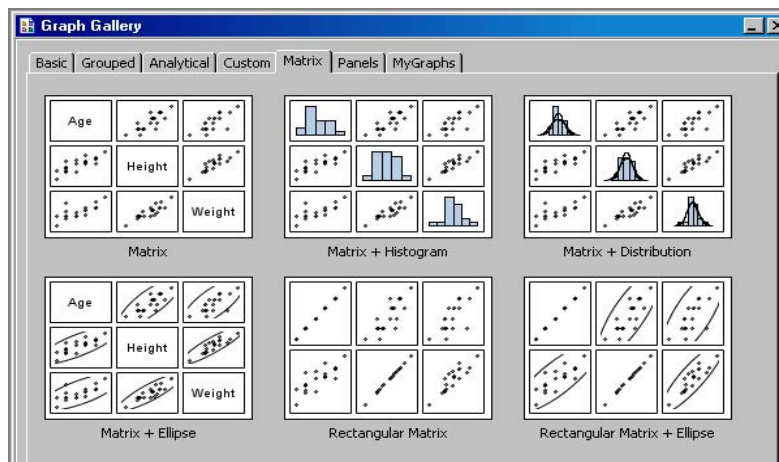 Graph Gallery
Basic Grouped Analytical Custom Matrix Panels MyGraphs
Age
Height
Weight
Matrix
Matrix + Histogram
Matrix + Distribution
Age
Height
Weight
Matrix + Ellipse
Rectangular Matrix
Rectangular Matrix + Ellipse